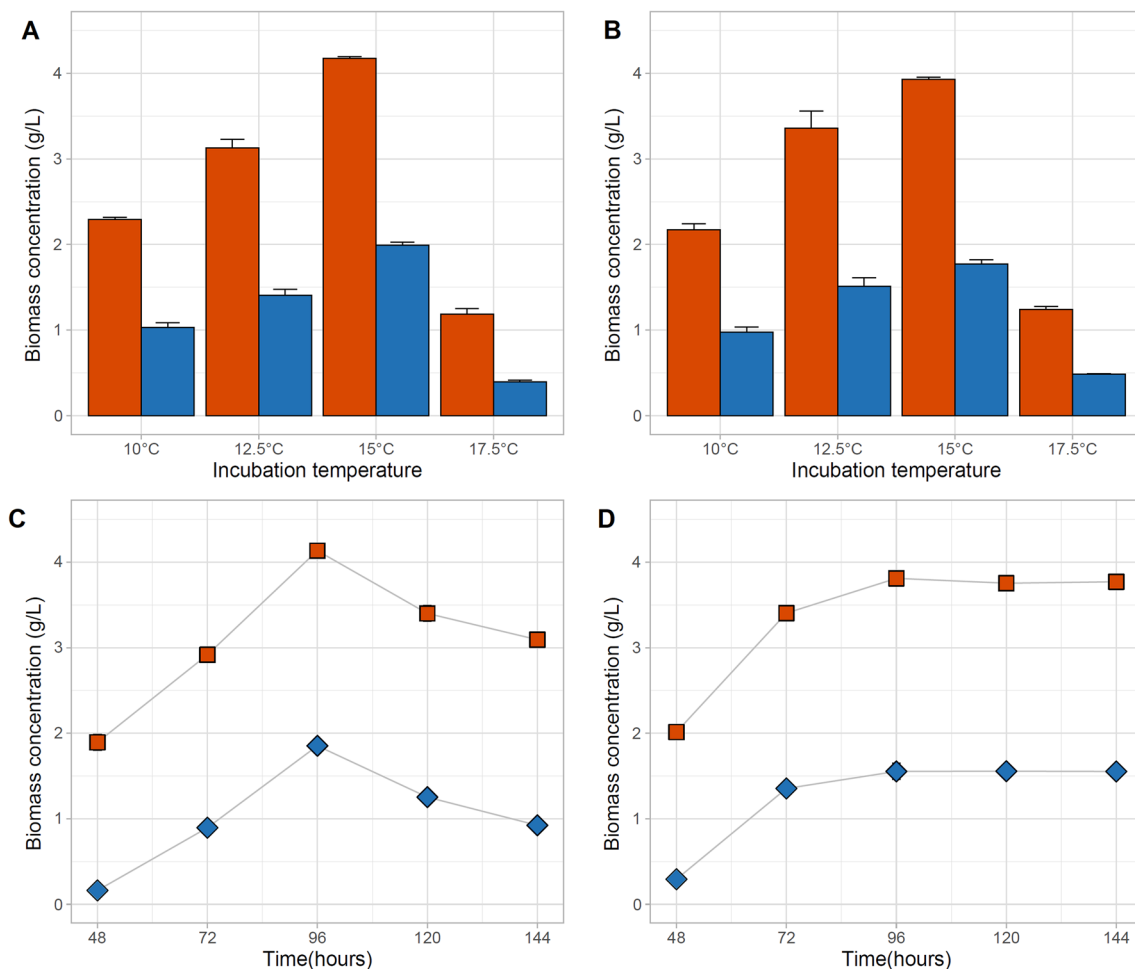 A
Biomass concentration (g/L)
4
3
2
1
0
10°C 12.5°C 15°C 17.5°C
Incubation temperature
B
Biomass concentration (g/L)
4
3
2
1
0
10°C 12.5°C 15°C 17.5°C
Incubation temperature
C
Biomass concentration (g/L)
4
3
2
1
0
48 72 96 120 144
Time(hours)
D
Biomass concentration (g/L)
4
3
2
1
0
48 72 96 120 144
Time(hours)